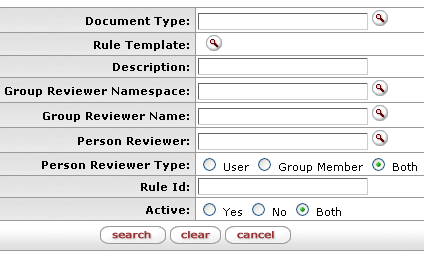 Document Type:
Rule Template:
Description:
Group Reviewer Namespace:
Group Reviewer Name:
Person Reviewer:
Person Reviewer Type: User Group Member Both
Rule Id:
Active: Yes No Both
search clear cancel